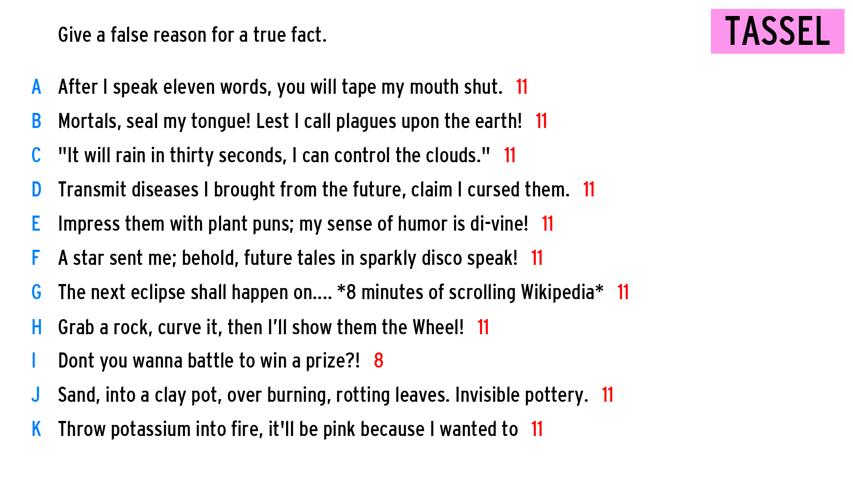 Give a false reason for a true fact.
TASSEL
A After I speak eleven words, you will tape my mouth shut. 11
B Mortals, seal my tongue! Lest I call plagues upon the earth! 11
C "It will rain in thirty seconds, I can control the clouds." 11
D Transmit diseases I brought from the future, claim I cursed them. 11
E Impress them with plant puns; my sense of humor is di-vine! 11
F A star sent me; behold, future tales in sparkly disco speak! 11
G The next eclipse shall happen on.... *8 minutes of scrolling Wikipedia* 11
H Grab a rock, curve it, then I’ll show them the Wheel! 11
I Dont you wanna battle to win a prize?! 8
J Sand, into a clay pot, over burning, rotting leaves. Invisible pottery. 11
K Throw potassium into fire, it'll be pink because I wanted to 11